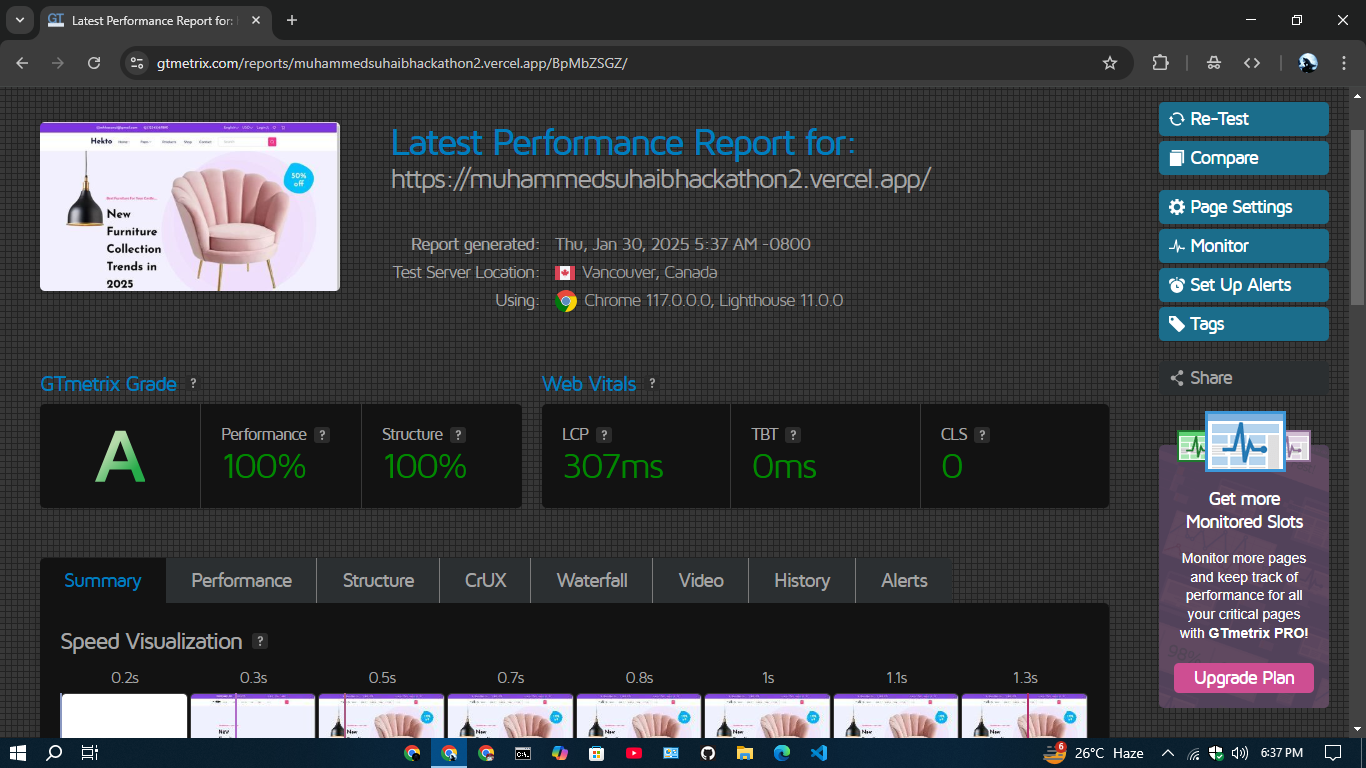 Latest Performance Report for:
gtmetrix.com/reports/muhammedsuhaibhackathon2.vercel.app/BpMbZSGZ/
Hekto
Home
Products
Shop
Contact
50%
off
New
Furniture
Collection
Trends in
2025
Latest Performance Report for:
https://muhammedsuhaibhackathon2.vercel.app/
Report generated: Thu, Jan 30, 2025 5:37 AM -0800
Test Server Location: Vancouver, Canada
Using: Chrome 117.0.0.0, Lighthouse 11.0.0
Re-Test
Compare
Page Settings
Monitor
Set Up Alerts
Tags
Share
GTmetrix Grade ?
A
Performance ?
100%
Structure ?
100%
Web Vitals ?
LCP ?
307ms
TBT ?
0ms
CLS ?
0
Get more
Monitored Slots
Monitor more pages
and keep track of
performance for all
your critical pages
with GTmetrix PRO!
Upgrade Plan
Summary Performance Structure CrUX Waterfall Video History Alerts
Speed Visualization ?
0.2s 0.3s 0.5s 0.7s 0.8s 1s 1.1s 1.3s
6 26°C Haze 6:37 PM